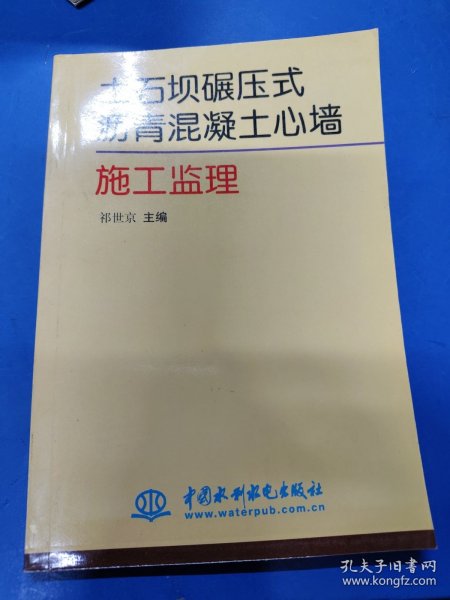 土石坝碾压式
沥青混凝土心墙
施工监理
祁世京 主编
中国水利水电出版社
www.waterpub.com.cn
孔夫子旧书网
www.kongfz.com